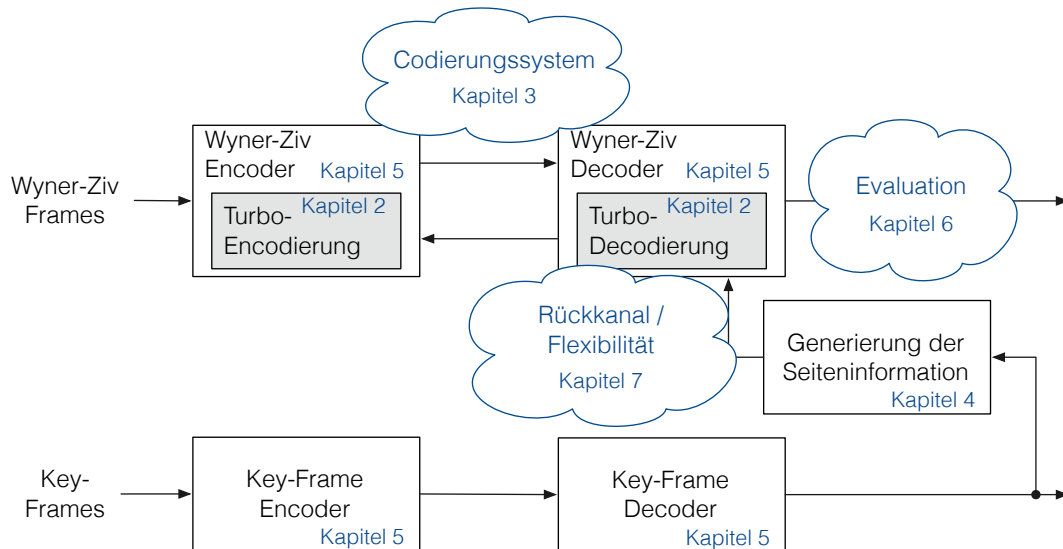 Codierungssystem
Kapitel 3
Wyner-Ziv
Frames
Wyner-Ziv
Encoder
Kapitel 5
Kapitel 2
Turbo-
Encodierung
Wyner-Ziv
Decoder
Kapitel 5
Kapitel 2
Turbo-
Decodierung
Evaluation
Kapitel 6
Rückkanal /
Flexibilität
Kapitel 7
Generierung der
Seiteninformation
Kapitel 4
Key-
Frames
Key-Frame
Encoder
Kapitel 5
Key-Frame
Decoder
Kapitel 5